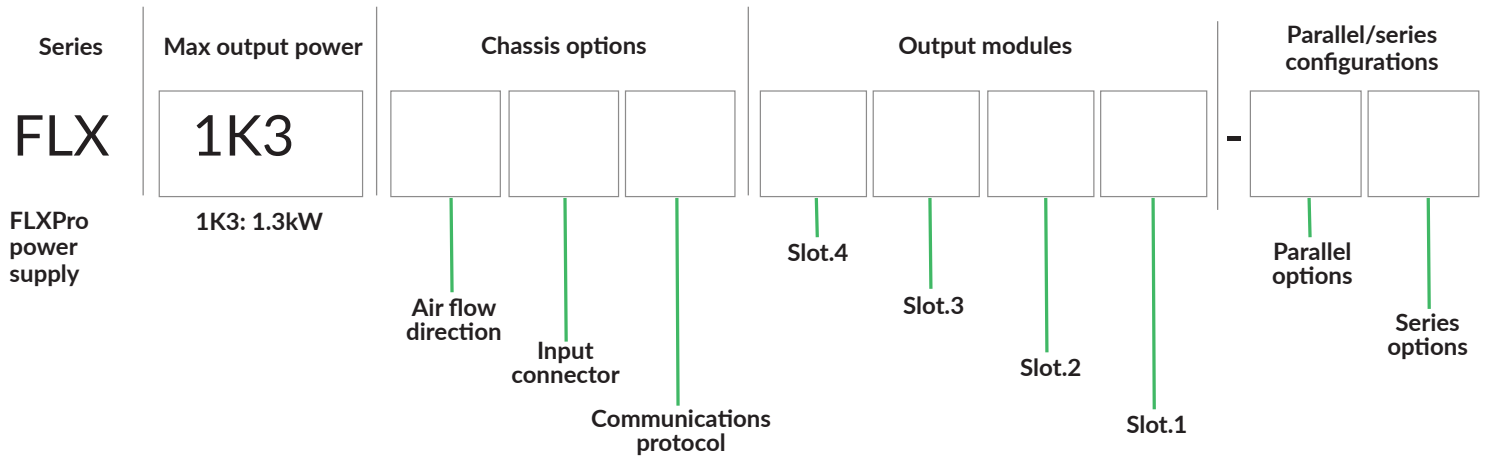 Series
Max output power
Chassis options
Output modules
Parallel/series
configurations
FLX
1K3
-
FLXPro
power
supply
1K3: 1.3kW
Air flow
direction
Input
connector
Communications
protocol
Slot.4
Slot.3
Slot.2
Slot.1
Parallel
options
Series
options